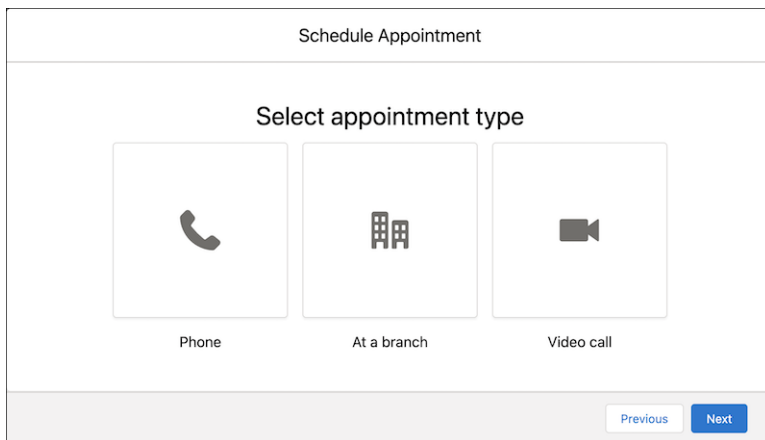 Schedule Appointment
Select appointment type
Phone
At a branch
Video call
Previous
Next